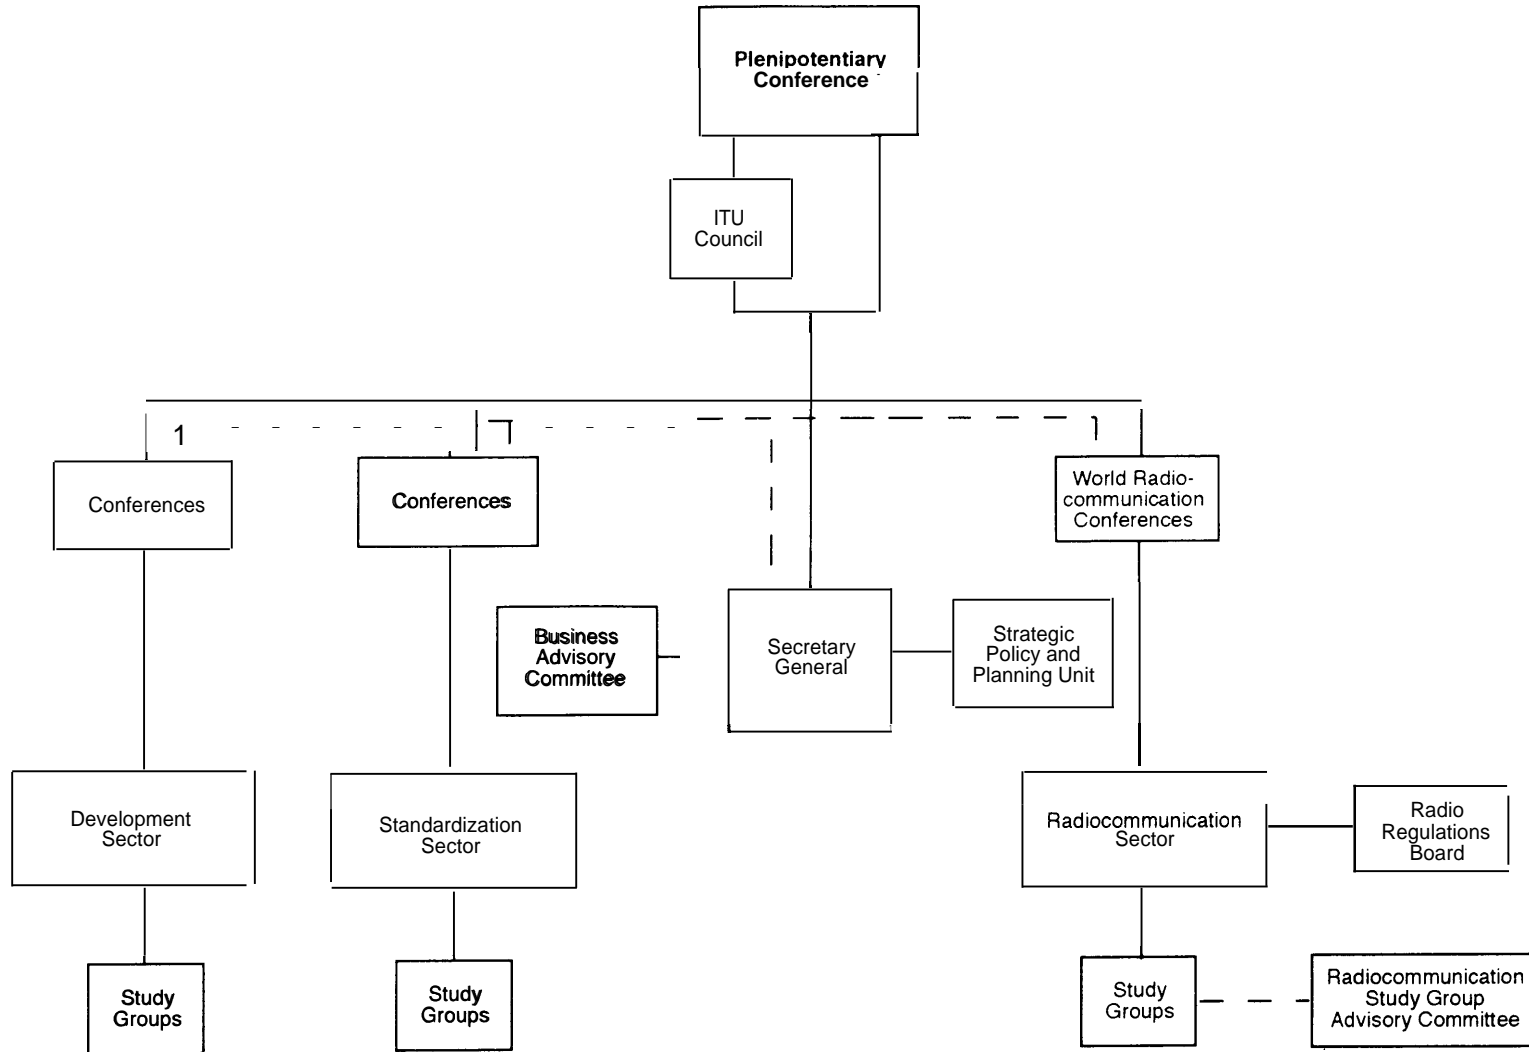 Plenipotentiary
Conference
ITU
Council
1
Conferences
Conferences
World Radio-
communication
Conferences
Business
Advisory
Committee
Secretary
General
Strategic
Policy and
Planning Unit
Development
Sector
Standardization
Sector
Radiocommunication
Sector
Radio
Regulations
Board
Study
Groups
Study
Groups
Study
Groups
Radiocommunication
Study Group
Advisory Committee